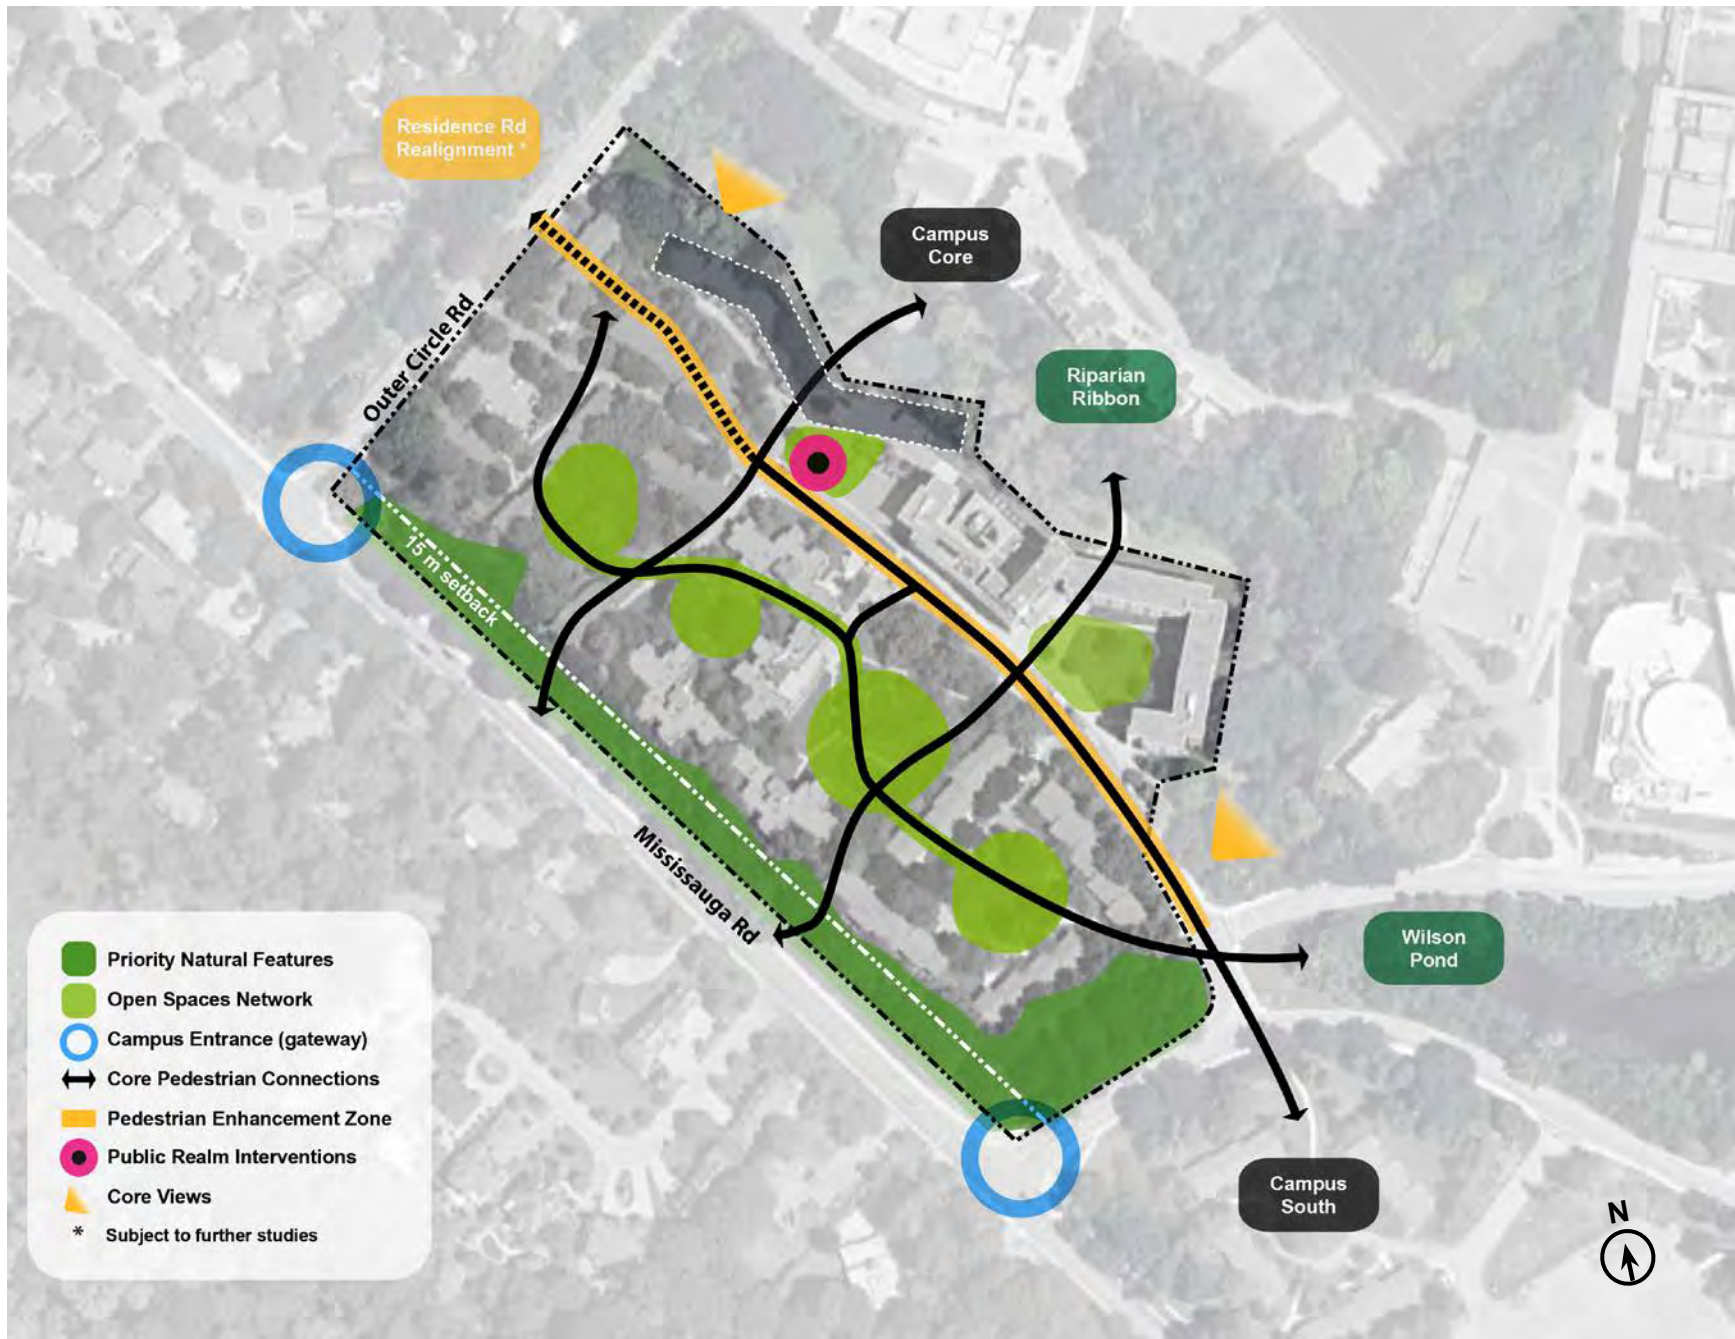 Residence Rd
Realignment *
Campus
Core
Outer Circle Rd
Riparian
Ribbon
15 m setback
Mississauga Rd
Wilson
Pond
Campus
South
N
Priority Natural Features
Open Spaces Network
Campus Entrance (gateway)
Core Pedestrian Connections
Pedestrian Enhancement Zone
Public Realm Interventions
Core Views
* Subject to further studies